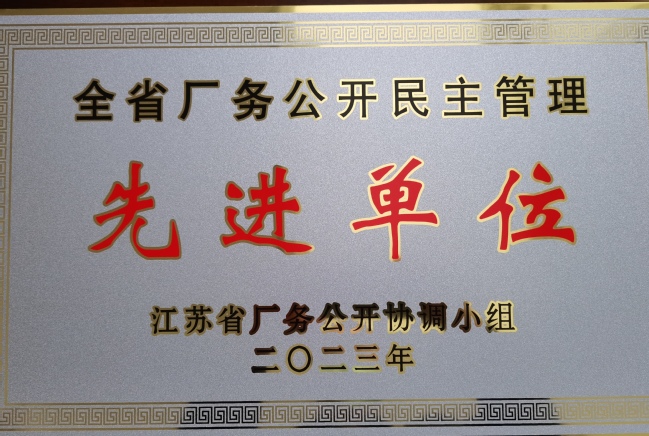 全省厂务公开民主管理
先进单位
江苏省厂务公开协调小组
二〇二三年